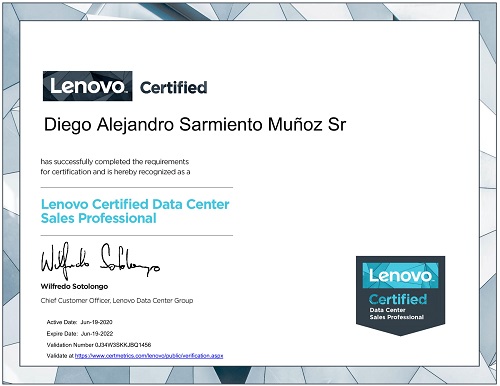 Lenovo. Certified
Diego Alejandro Sarmiento Muñoz Sr
has successfully completed the requirements
for certification and is hereby recognized as a
Lenovo Certified Data Center
Sales Professional
Wilfredo Sotolongo
Wilfredo Sotolongo
Chief Customer Officer, Lenovo Data Center Group
Active Date: Jun-19-2020
Expire Date: Jun-19-2022
Validation Number 0J34W3SKKJBQ1456
Validate at https://www.certmetrics.com/lenovo/public/verification.aspx
Lenovo.
Certified
Data Center
Sales Professional